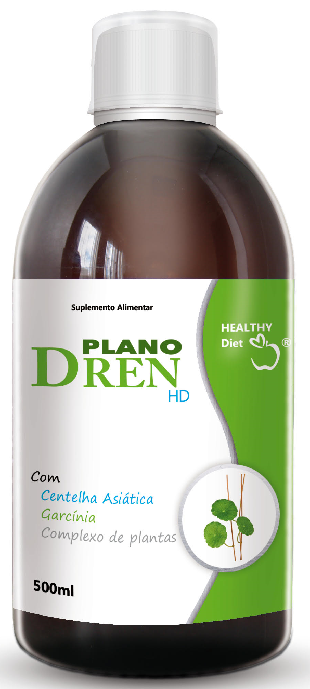 Suplemento Alimentar
PLANO
DREN
HD
HEALTHY
Diet ®
Com
Centelha Asiática
Garcínia
Complexo de plantas
500ml